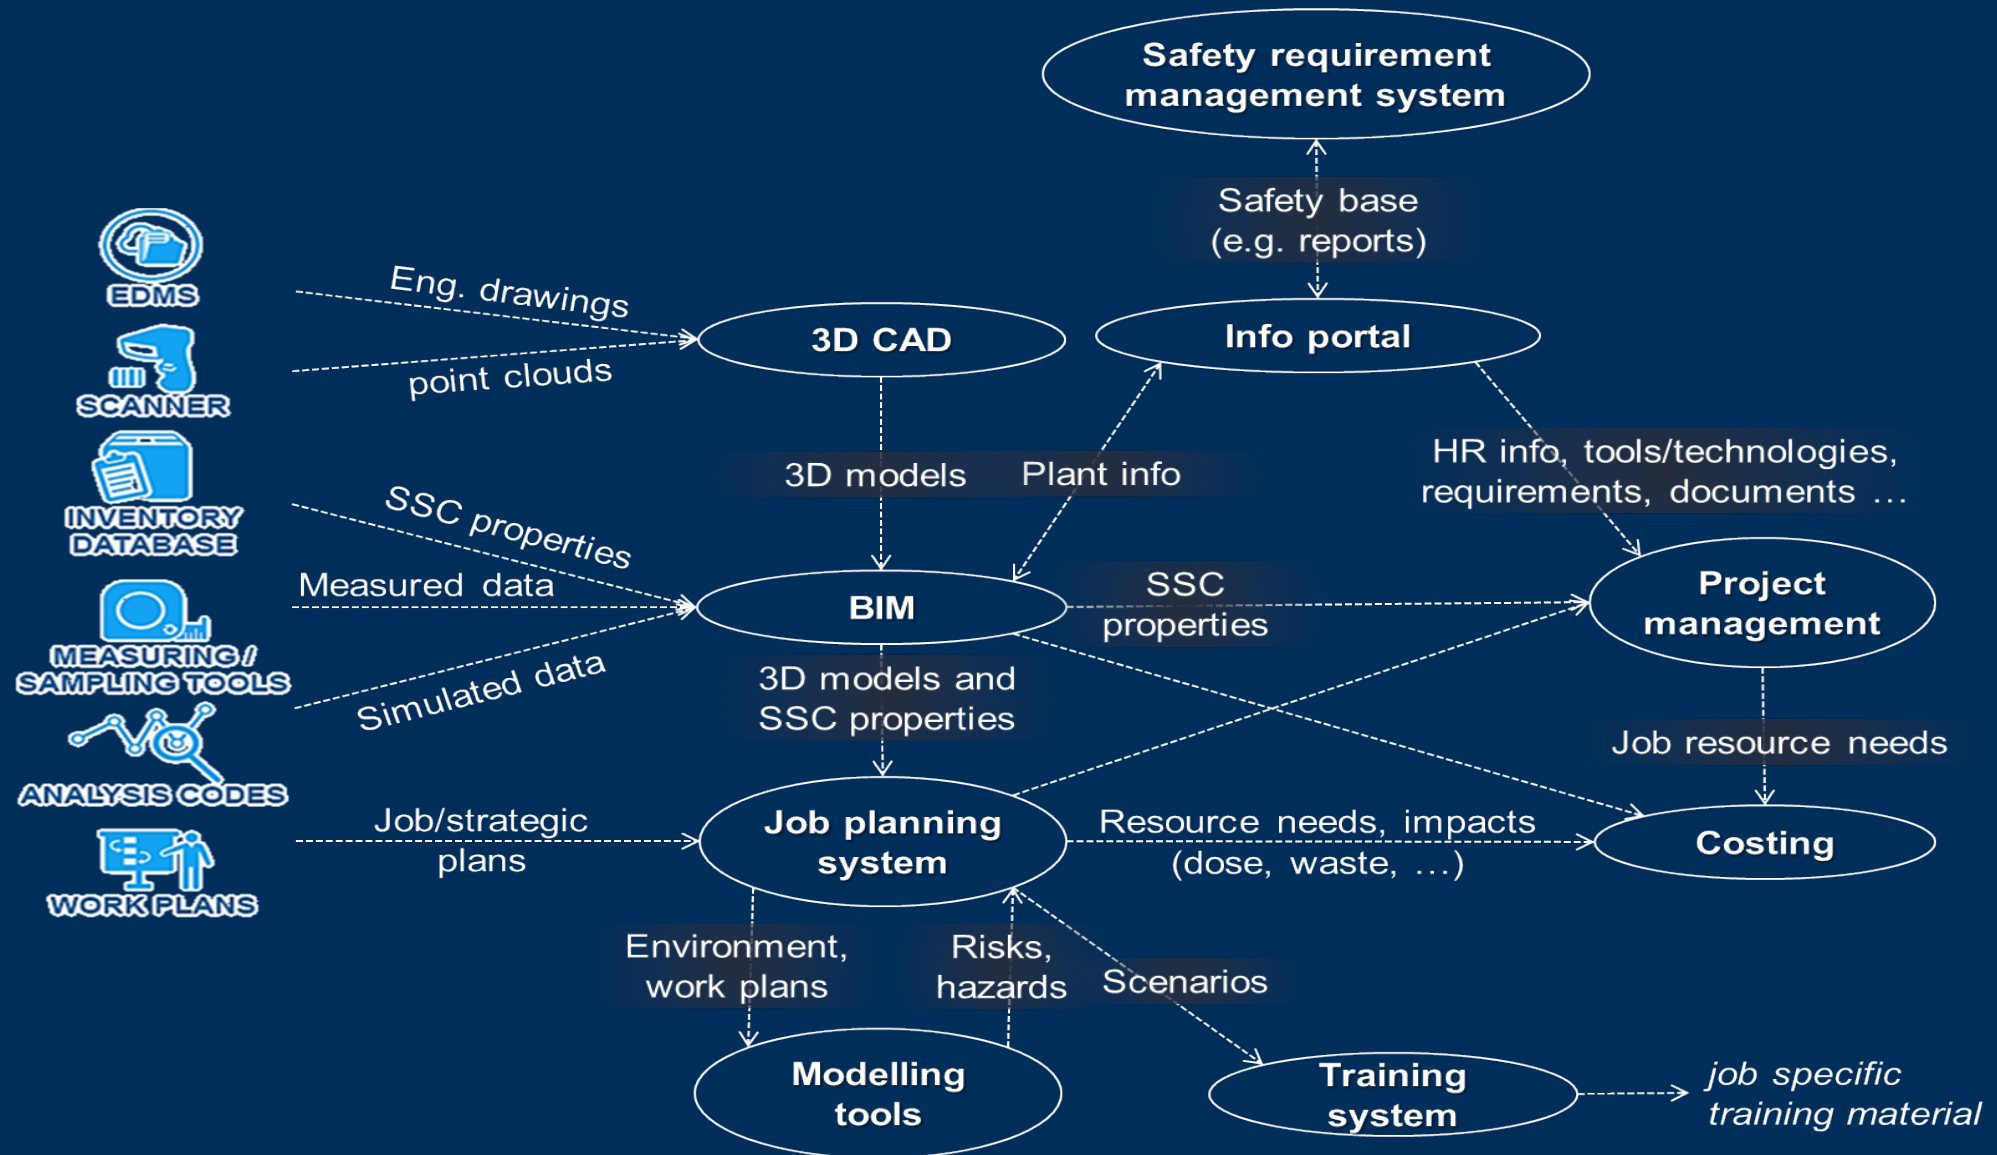 Safety requirement
management system
Safety base
(e.g. reports)
EDMS
Eng. drawings
3D CAD
Info portal
SCANNER
point clouds
3D models
Plant info
HR info, tools/technologies,
requirements, documents …
INVENTORY
DATABASE
SSC properties
Measured data
BIM
SSC
properties
Project
management
MEASURING /
SAMPLING TOOLS
Simulated data
3D models and
SSC properties
Job resource needs
ANALYSIS CODES
Job/strategic
plans
Job planning
system
Resource needs, impacts
(dose, waste, …)
Costing
WORK PLANS
Environment,
work plans
Risks,
hazards
Scenarios
Modelling
tools
Training
system
job specific
training material